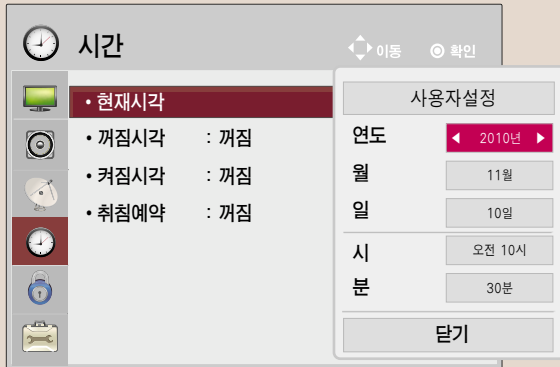 시간
이동 확인
• 현재시각
• 꺼짐시각 : 꺼짐
• 켜짐시각 : 꺼짐
• 취침예약 : 꺼짐
사용자설정
연도 ◀ 2010년 ▶
월 11월
일 10일
시 오전 10시
분 30분
닫기